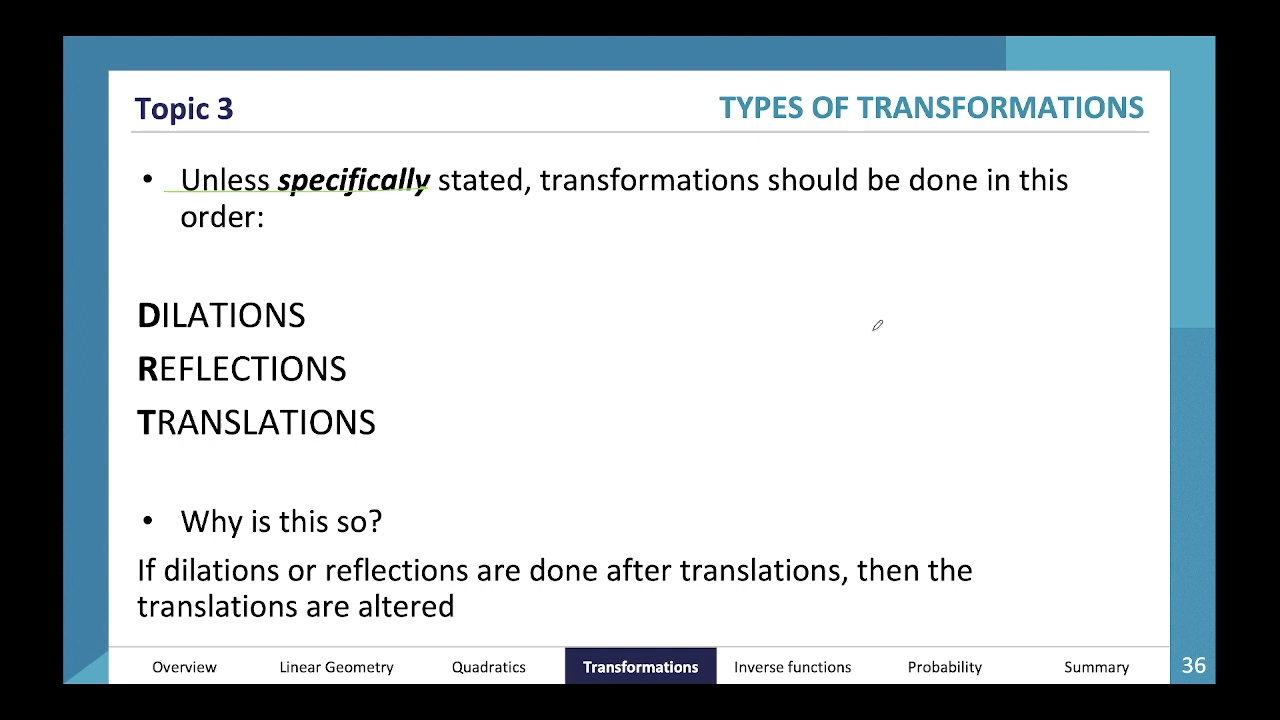 Topic 3
TYPES OF TRANSFORMATIONS
• Unless specifically stated, transformations should be done in this
order:
DILATIONS
REFLECTIONS
TRANSLATIONS
• Why is this so?
If dilations or reflections are done after translations, then the
translations are altered
Overview Linear Geometry Quadratics Transformations Inverse functions Probability Summary 36